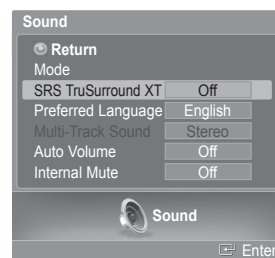 Sound
Return
Mode
SRS TruSurround XT Off
Preferred Language English
Multi-Track Sound Stereo
Auto Volume Off
Internal Mute Off
Sound
Enter